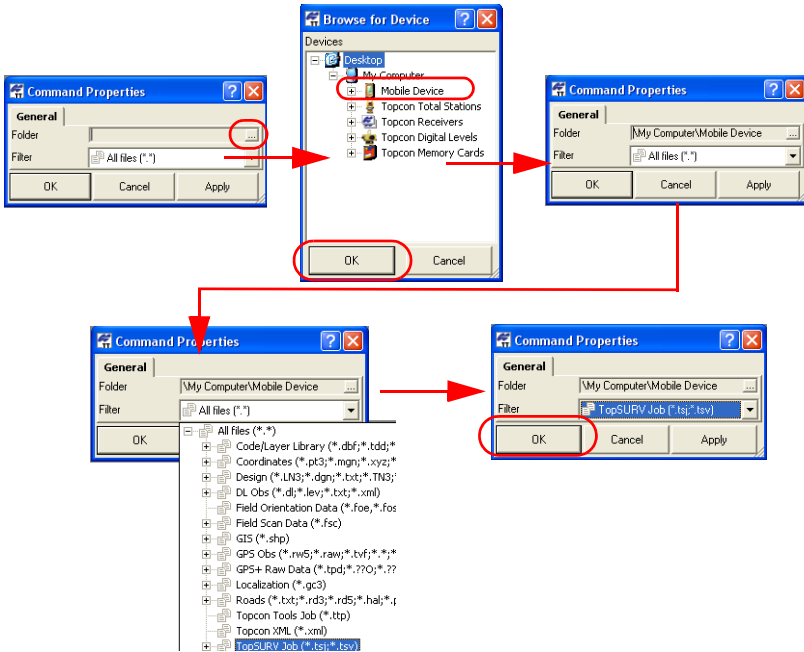 Command Properties
General
Folder ...
Filter All files (*.*)
OK Cancel Apply
Browse for Device
Devices
Desktop
My Computer
Mobile Device
Topcon Total Stations
Topcon Receivers
Topcon Digital Levels
Topcon Memory Cards
OK Cancel
Command Properties
General
Folder \My Computer\Mobile Device ...
Filter All files (*.*)
OK Cancel Apply
Command Properties
General
Folder \My Computer\Mobile Device ...
Filter All files (*.*)
OK
All files (*.*)
Code/Layer Library (*.dbf;*.tdd;*
Coordinates (*.pt3;*.mgn;*.xyz;*
Design (*.LN3;*.dgn;*.txt;*.TN3;
DL Obs (*.dl;*.lev;*.txt;*.xml)
Field Orientation Data (*.foe,*.fos
Field Scan Data (*.fsc)
GIS (*.shp)
GPS Obs (*.rw5;*.raw;*.tvf;*.*;*
GPS+ Raw Data (*.tpd;*.??O;*.??
Localization (*.gc3)
Roads (*.txt;*.rd3;*.rd5;*.hal;*.
Topcon Tools Job (*.ttp)
Topcon XML (*.xml)
TopSURV Job (*.tsj;*.tsv)
Command Properties
General
Folder \My Computer\Mobile Device ...
Filter TopSURV Job (*.tsj;*.tsv)
OK Cancel Apply